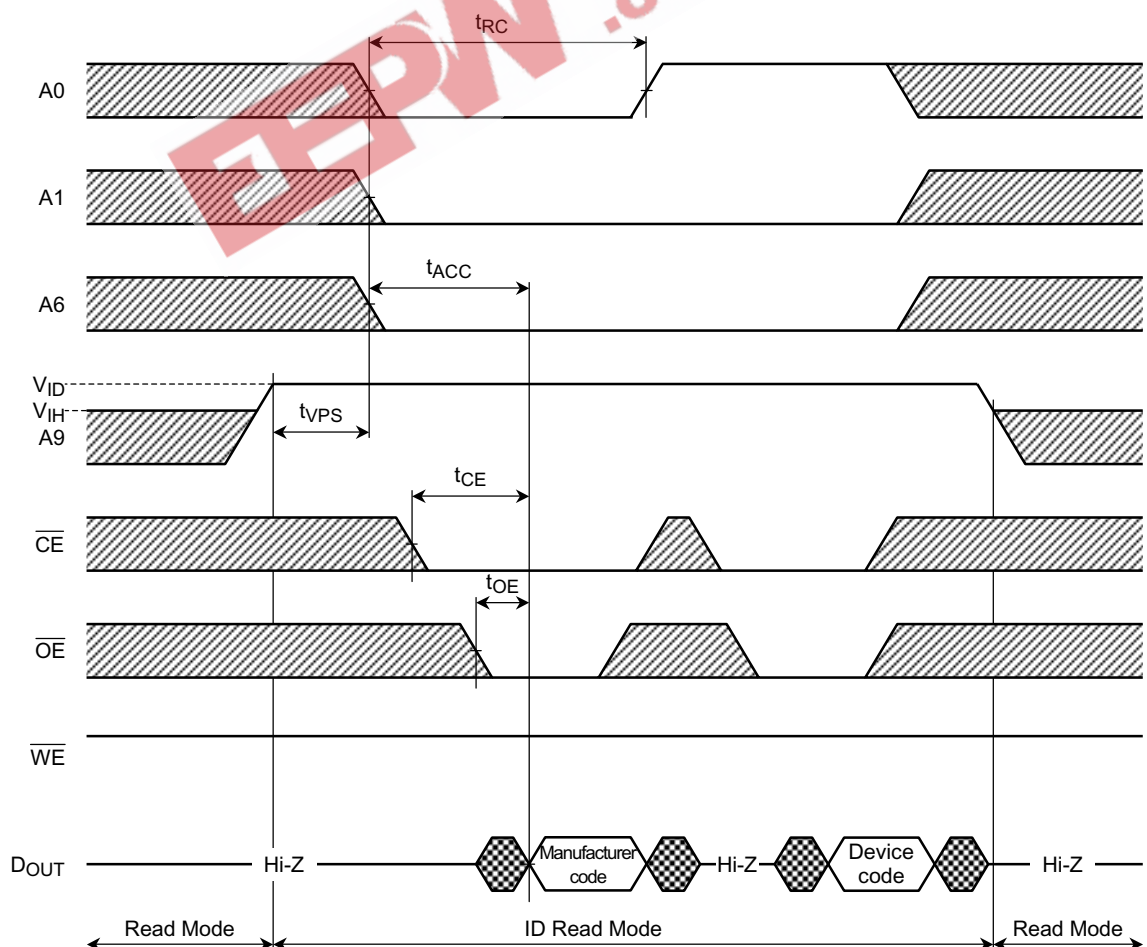 EEPW.c
tRC
A0
A1
tACC
A6
VID
VIH
A9
tVPS
tCE
CE
tOE
OE
WE
DOUT
Hi-Z
Manufacturer
code
Hi-Z
Device
code
Hi-Z
Read Mode
ID Read Mode
Read Mode